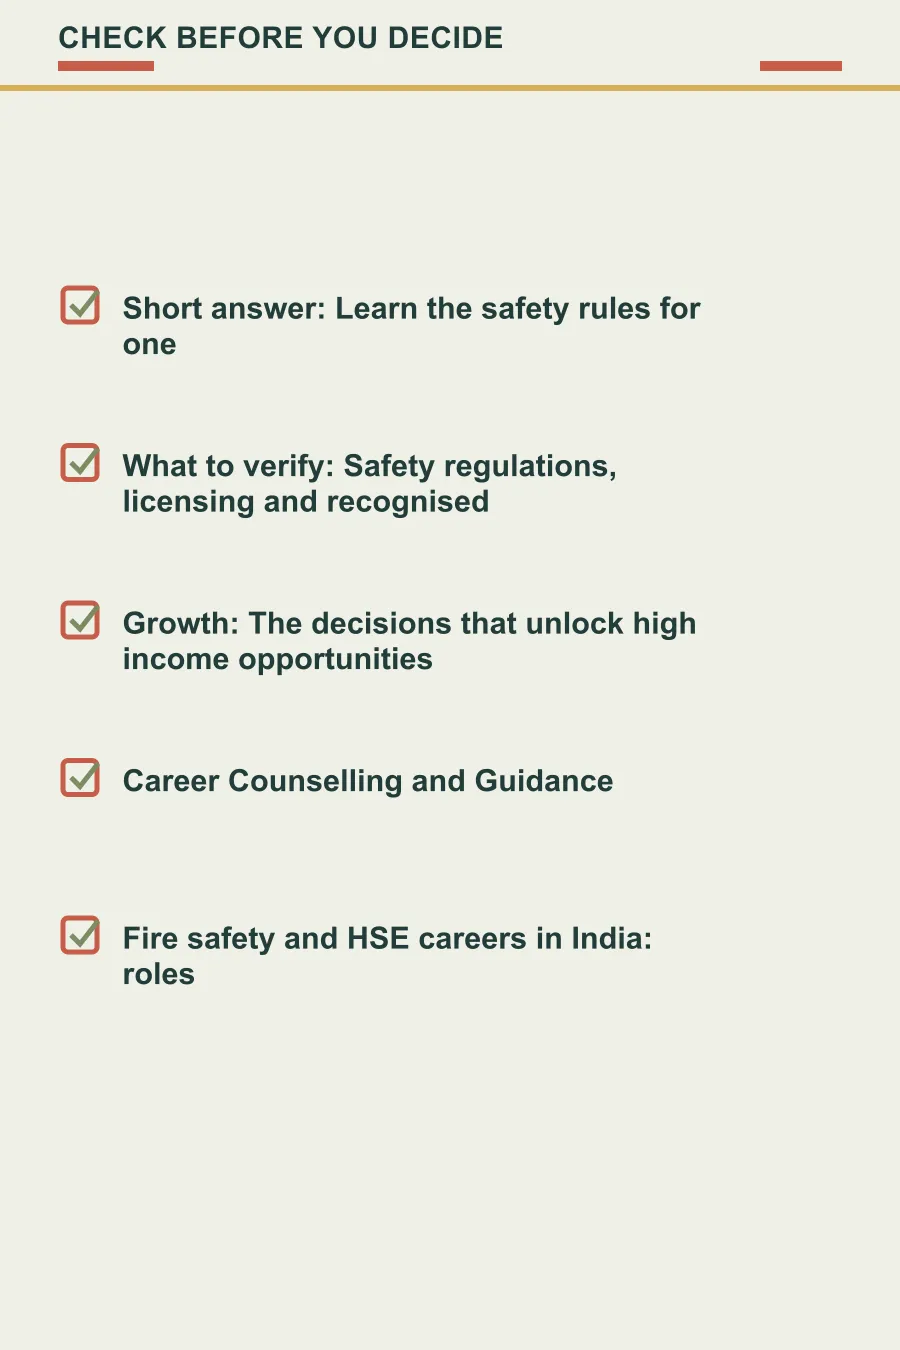 CHECK BEFORE YOU DECIDE
Short answer: Learn the safety rules for
one
What to verify: Safety regulations,
licensing and recognised
Growth: The decisions that unlock high
income opportunities
Career Counselling and Guidance
Fire safety and HSE careers in India:
roles